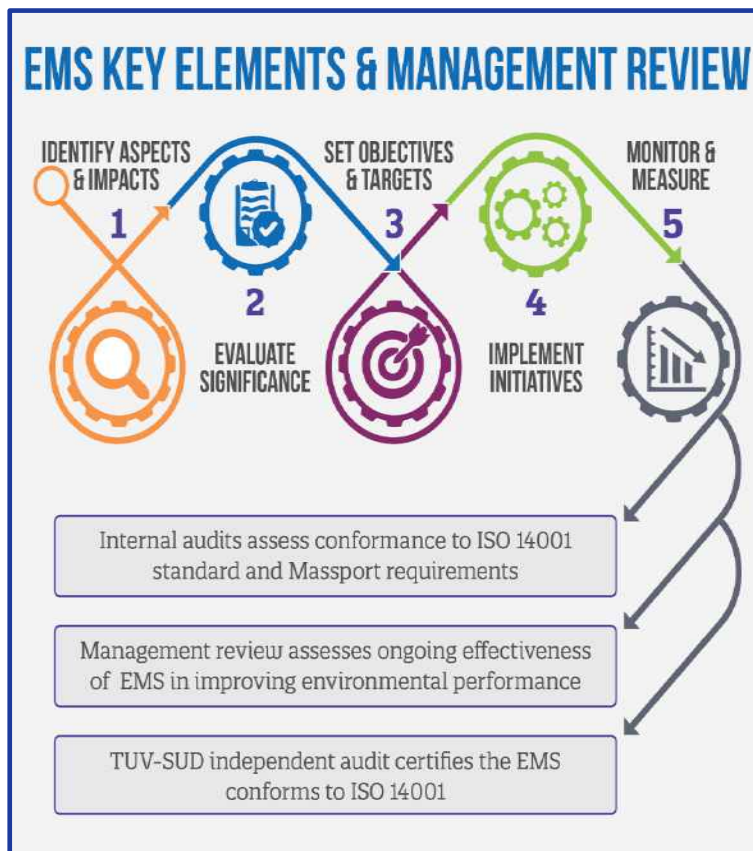 EMS KEY ELEMENTS & MANAGEMENT REVIEW
IDENTIFY ASPECTS
& IMPACTS
1
2
EVALUATE
SIGNIFICANCE
SET OBJECTIVES
& TARGETS
3
4
IMPLEMENT
INITIATIVES
MONITOR &
MEASURE
5
Internal audits assess conformance to ISO 14001
standard and Massport requirements
Management review assesses ongoing effectiveness
of EMS in improving environmental performance
TUV-SUD independent audit certifies the EMS
conforms to ISO 14001